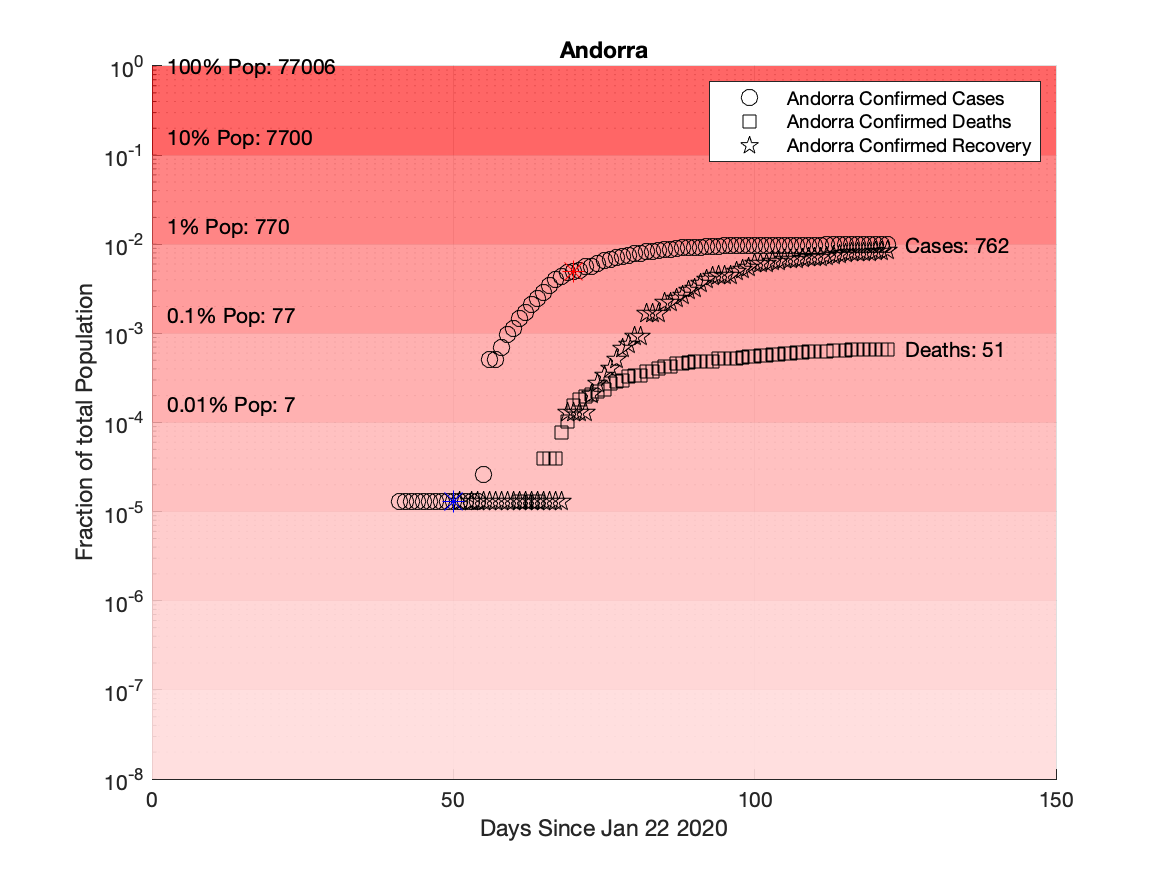 Andorra
10^0
100% Pop: 77006
Andorra Confirmed Cases
Andorra Confirmed Deaths
Andorra Confirmed Recovery
10% Pop: 7700
10^-1
1% Pop: 770
10^-2
Cases: 762
0.1% Pop: 77
10^-3
Deaths: 51
0.01% Pop: 7
10^-4
10^-5
10^-6
10^-7
10^-8
Fraction of total Population
0
50
100
150
Days Since Jan 22 2020